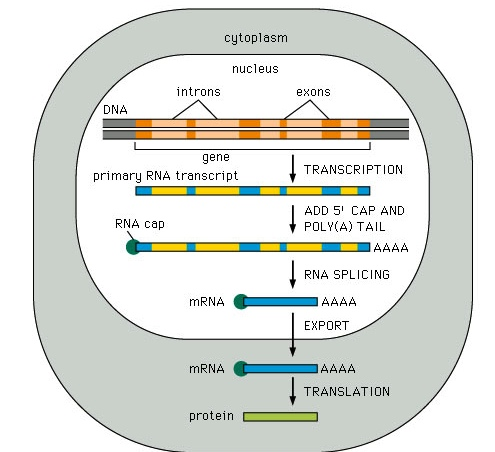 cytoplasm
nucleus
introns exons
DNA
gene
TRANSCRIPTION
primary RNA transcript
ADD 5' CAP AND
POLY(A) TAIL
RNA cap
AAAA
RNA SPLICING
mRNA AAAA
EXPORT
mRNA AAAA
TRANSLATION
protein